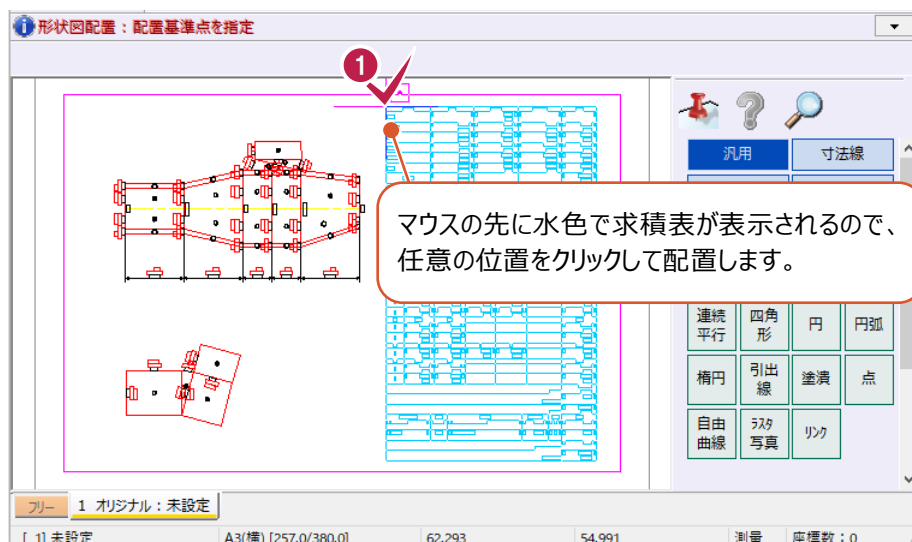 形状図配置：配置基準点を指定
1
汎用
寸法線
マウスの先に水色で求積表が表示されるので、
任意の位置をクリックして配置します。
連続
平行
四角
形
円
円弧
楕円
引出
線
塗潰
点
自由
曲線
ﾗｽﾀ
写真
ﾘﾝｸ
フリー
1 オリジナル：未設定
[ 1] 未設定
A3(横) [257.0/380.0]
62.293
54.991
測量
座標数：0